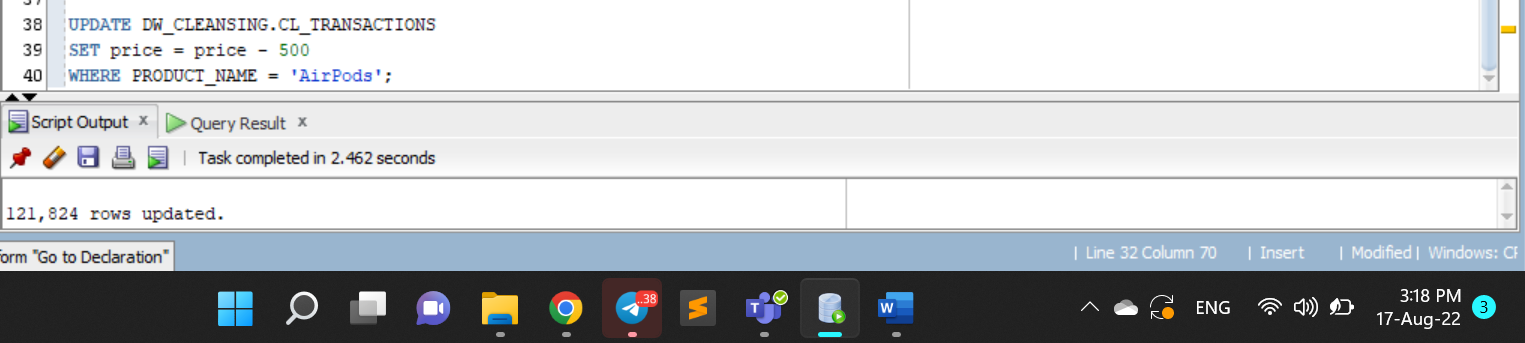 38 UPDATE DW_CLEANSING.CL_TRANSACTIONS
39 SET price = price - 500
40 WHERE PRODUCT_NAME = 'AirPods';
Script Output x Query Result x
Task completed in 2.462 seconds
121,824 rows updated.
form "Go to Declaration" | Line 32 Column 70 | Insert | Modified | Windows: CF
..38
T
W
ENG
3:18 PM
17-Aug-22
3